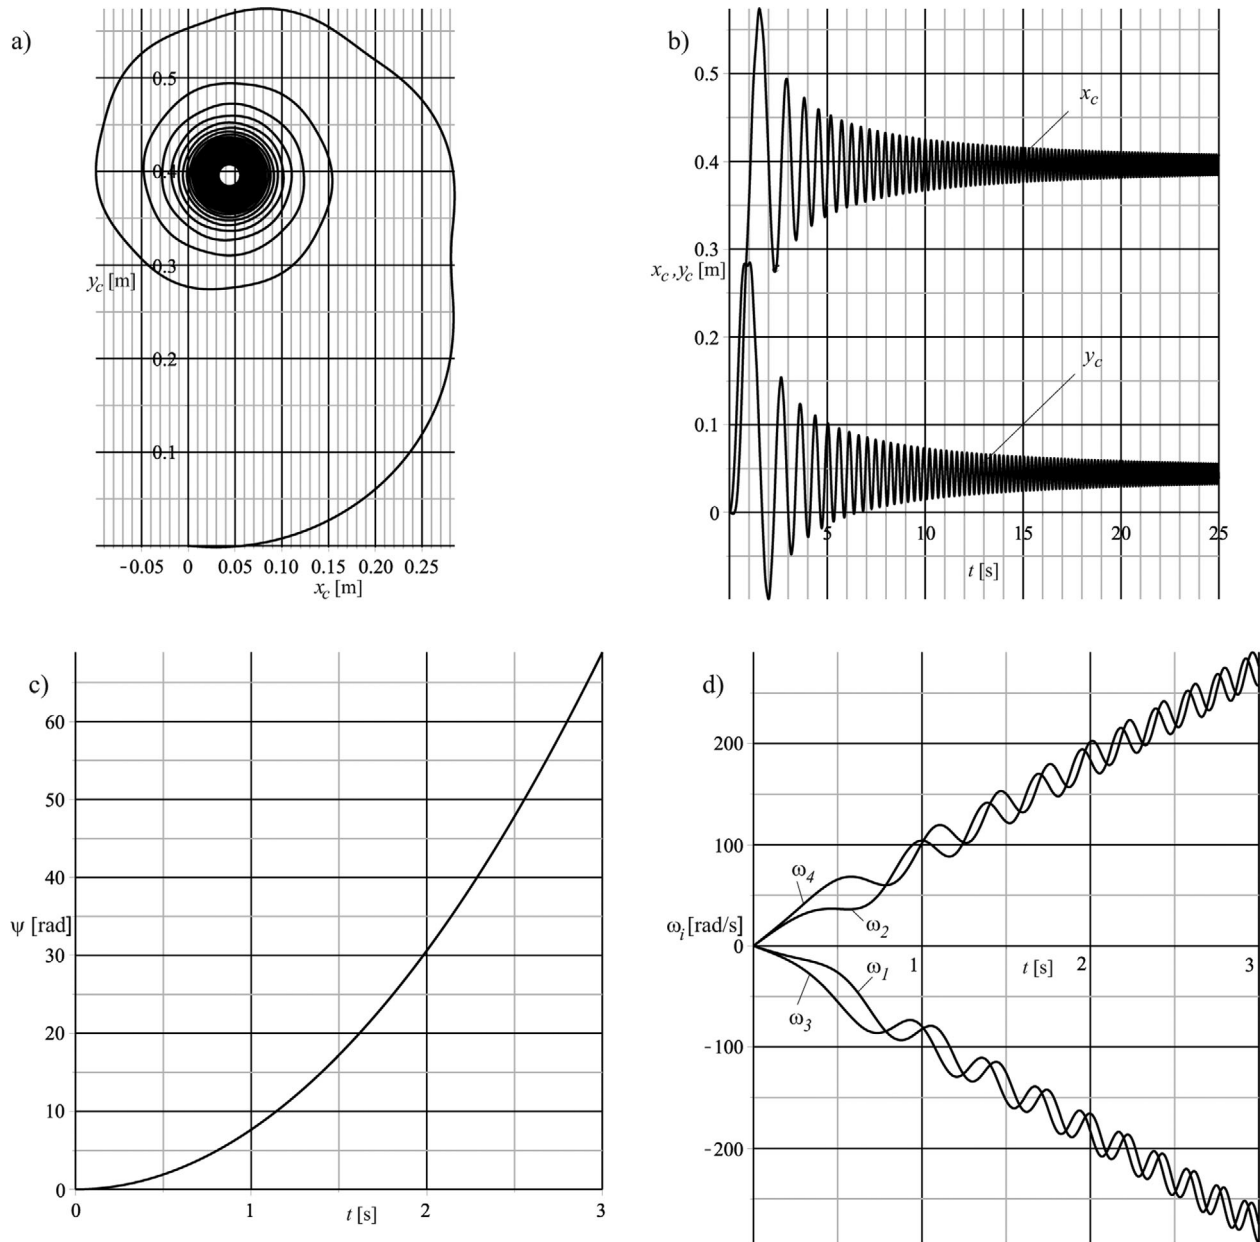 a)
0.5
0.4
0.3
y_c [m]
0.2
0.1
-0.05 0 0.05 0.10 0.15 0.20 0.25
x_c [m]
b)
0.5
x_c
0.4
0.3
x_c, y_c [m]
0.2
y_c
0.1
0
5 10 15 20 25
t [s]
c)
60
50
40
ψ [rad]
30
20
10
0
0 1 2 3
t [s]
d)
200
100
ω_4
ω_2
ω_i [rad/s]
0
1 t [s] 2 3
ω_1
ω_3
-100
-200